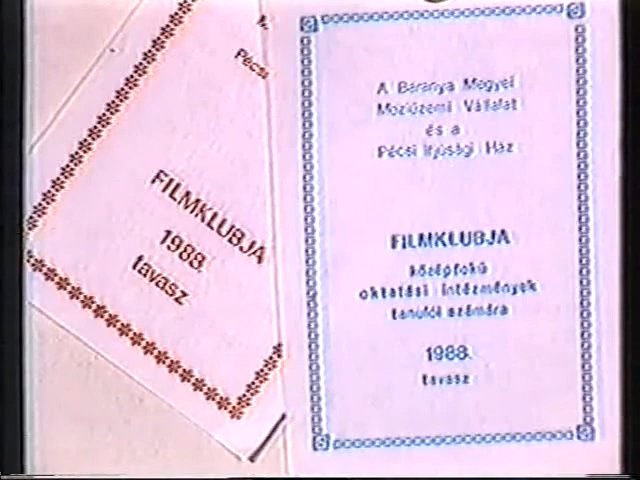 Pécsi
FILMKLUBJA
1988.
tavasz
A Baranya Megyei
Moziüzemi Vállalat
és a
Pécsi Ifjúsági Ház
FILMKLUBJA
középfokú
oktatási intézmények
tanulói számára
1988.
tavasz